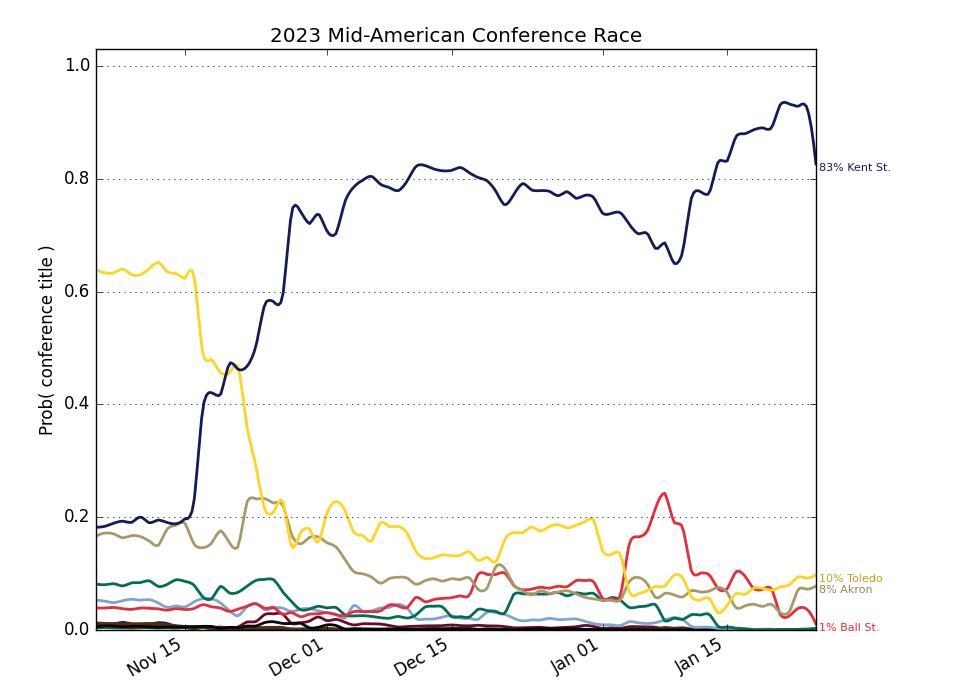 2023 Mid-American Conference Race
1.0
0.8
0.6
0.4
0.2
0.0
Prob( conference title )
83% Kent St.
10% Toledo
8% Akron
1% Ball St.
Nov 15
Dec 01
Dec 15
Jan 01
Jan 15